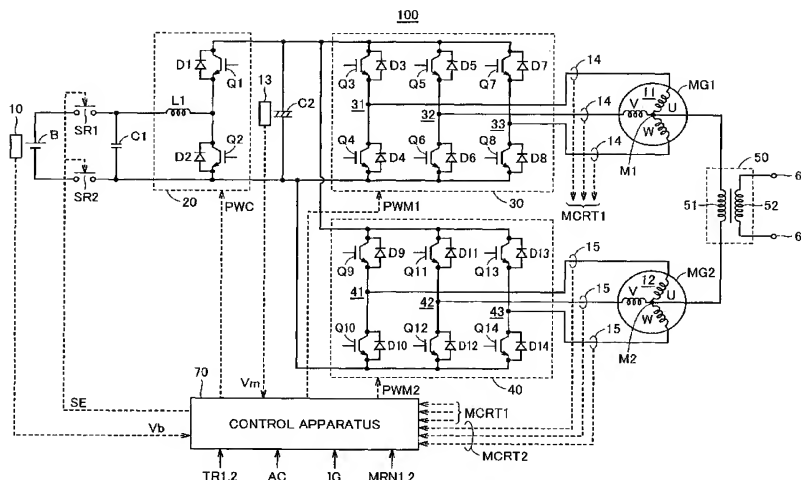 100
D1
Q1
13
C2
Q3
D3
Q5
D5
Q7
D7
14
11
MG1
10
B
SR1
C1
L1
31
32
33
14
V
U
W
D2
Q2
Q4
D4
Q6
D6
Q8
D8
14
M1
50
6
SR2
20
PWC
PWM1
30
MCRT1
51
52
6
Q9
D9
Q11
D11
Q13
D13
15
12
MG2
41
42
43
15
V
U
W
Q10
D10
Q12
D12
Q14
D14
15
M2
70
Vm
PWM2
40
SE
Vb
CONTROL APPARATUS
MCRT1
MCRT2
TR1,2
AC
IG
MRN1,2